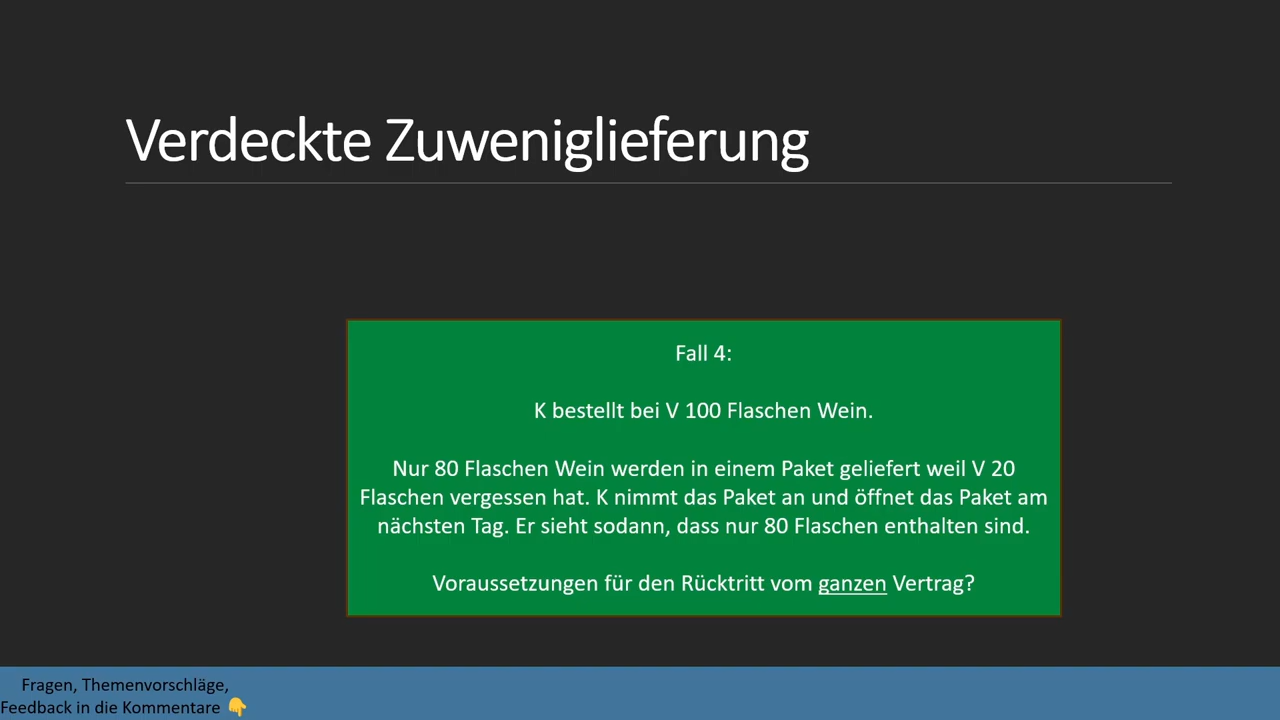 Verdeckte Zuweniglieferung
Fall 4:
K bestellt bei V 100 Flaschen Wein.
Nur 80 Flaschen Wein werden in einem Paket geliefert weil V 20
Flaschen vergessen hat. K nimmt das Paket an und öffnet das Paket am
nächsten Tag. Er sieht sodann, dass nur 80 Flaschen enthalten sind.
Voraussetzungen für den Rücktritt vom ganzen Vertrag?
Fragen, Themenvorschläge,
Feedback in die Kommentare 👇